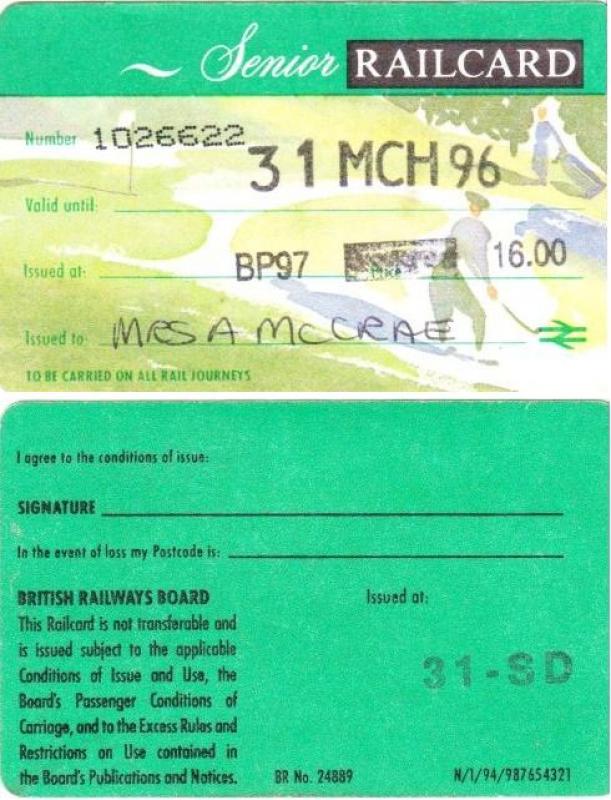 Senior RAILCARD
Number 1026622
31 MCH 96
Valid until:
Issued at: BP97 16.00
Issued to: MRS A MCCRAE
TO BE CARRIED ON ALL RAIL JOURNEYS
I agree to the conditions of issue:
SIGNATURE
In the event of loss my Postcode is:
BRITISH RAILWAYS BOARD
Issued at:
This Railcard is not transferable and
is issued subject to the applicable
Conditions of Issue and Use, the
Board's Passenger Conditions of
Carriage, and to the Excess Rules and
Restrictions on Use contained in
the Board's Publications and Notices.
31-SD
BR No. 24889
N/1/94/987654321